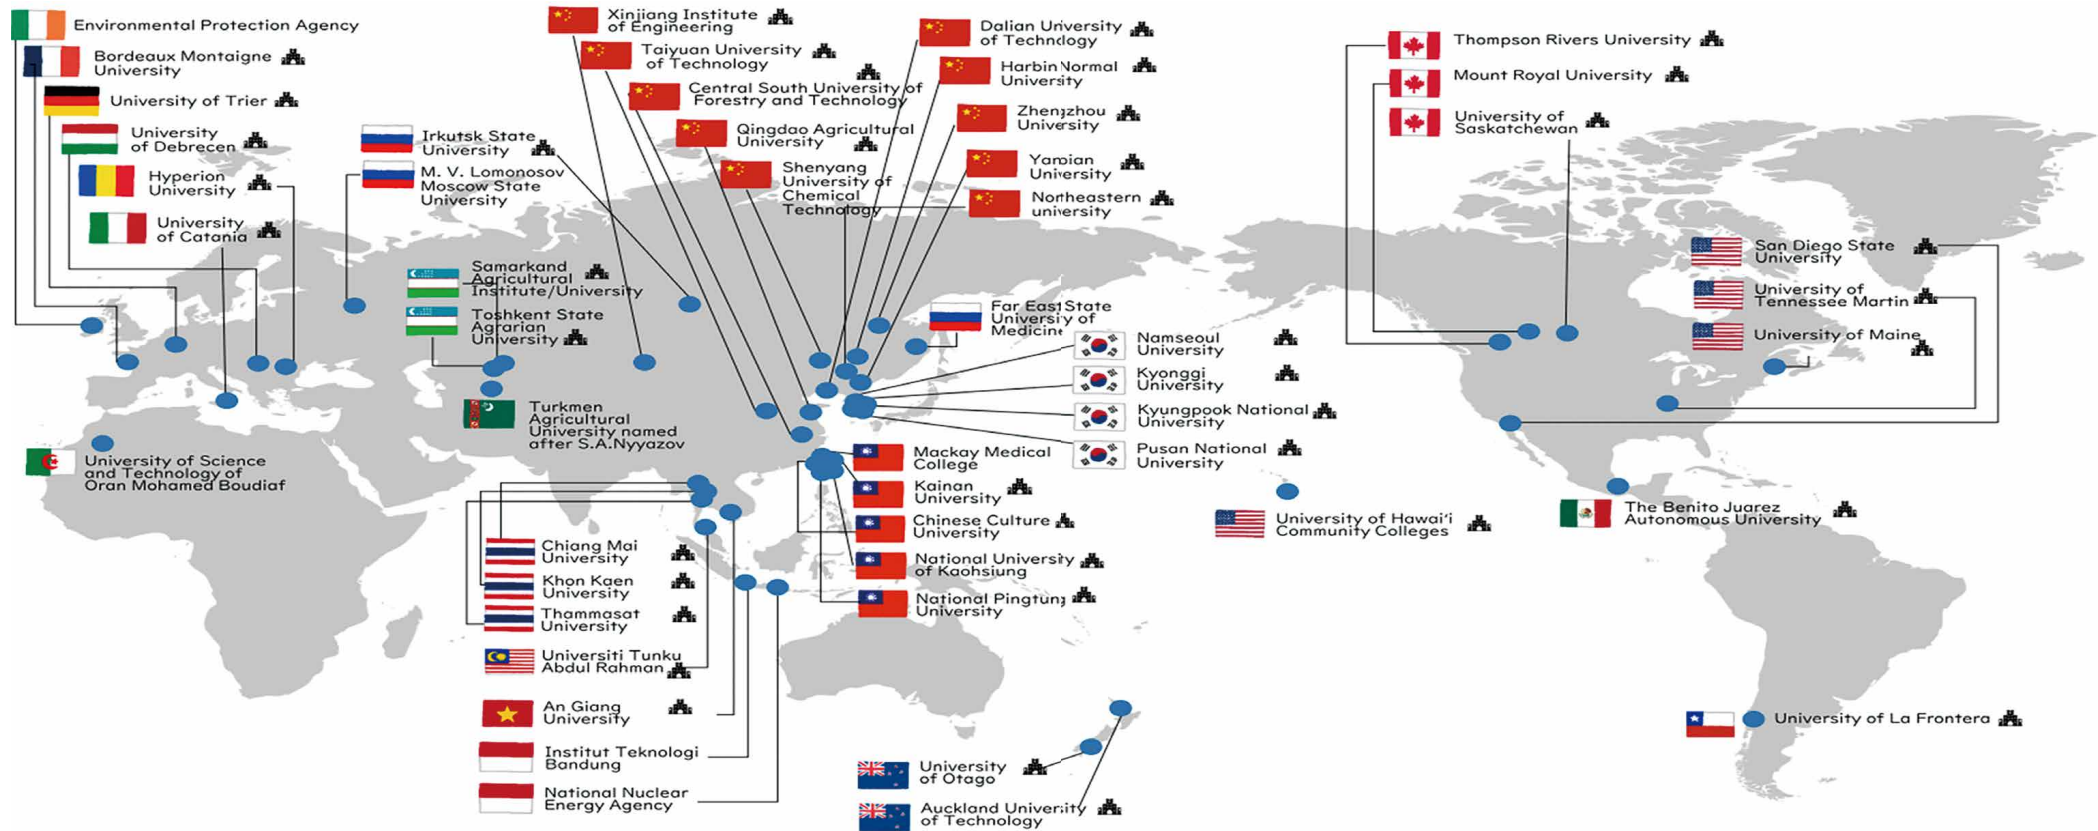 Environmental Protection Agency
Bordeaux Montaigne
University
University of Trier
University
of Debrecen
Hyperion
University
University
of Catania
Irkutsk State
University
M. V. Lomonosov
Moscow State
University
Samarkand
Agricultural
Institute/University
Toshkent State
Agrarian
University
Turkmen
Agricultural
University named
after S.A.Nyyazov
University of Science
and Technology of
Oran Mohamed Boudiaf
Xinjiang Institute
of Engineering
Taiyuan University
of Technology
Central South University of
Forestry and Technology
Qingdao Agricultural
University
Shenyang
University of
Chemical
Technology
Dalian University
of Technology
Harbin Normal
University
Zhengzhou
University
Yanbian
University
Northeastern
university
Far East State
University of
Medicine
Namseoul
University
Kyonggi
University
Kyungpook National
University
Pusan National
University
Mackay Medical
College
Kainan
University
Chinese Culture
University
National University
of Kaohsiung
National Pingtung
University
Chiang Mai
University
Khon Kaen
University
Thammasat
University
Universiti Tunku
Abdul Rahman
An Giang
University
Institut Teknologi
Bandung
National Nuclear
Energy Agency
University
of Otago
Auckland University
of Technology
Thompson Rivers University
Mount Royal University
University of
Saskatchewan
San Diego State
University
University of
Tennessee Martin
University of Maine
University of Hawai'i
Community Colleges
The Benito Juarez
Autonomous University
University of La Frontera